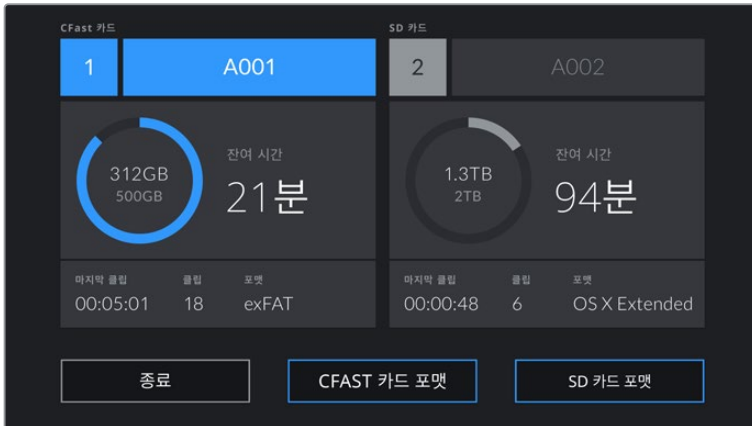 CFast 카드
1
A001
312GB
500GB
잔여 시간
21분
마지막 클립
클립
포맷
00:05:01
18
exFAT
SD 카드
2
A002
1.3TB
2TB
잔여 시간
94분
마지막 클립
클립
포맷
00:00:48
6
OS X Extended
종료
CFAST 카드 포맷
SD 카드 포맷